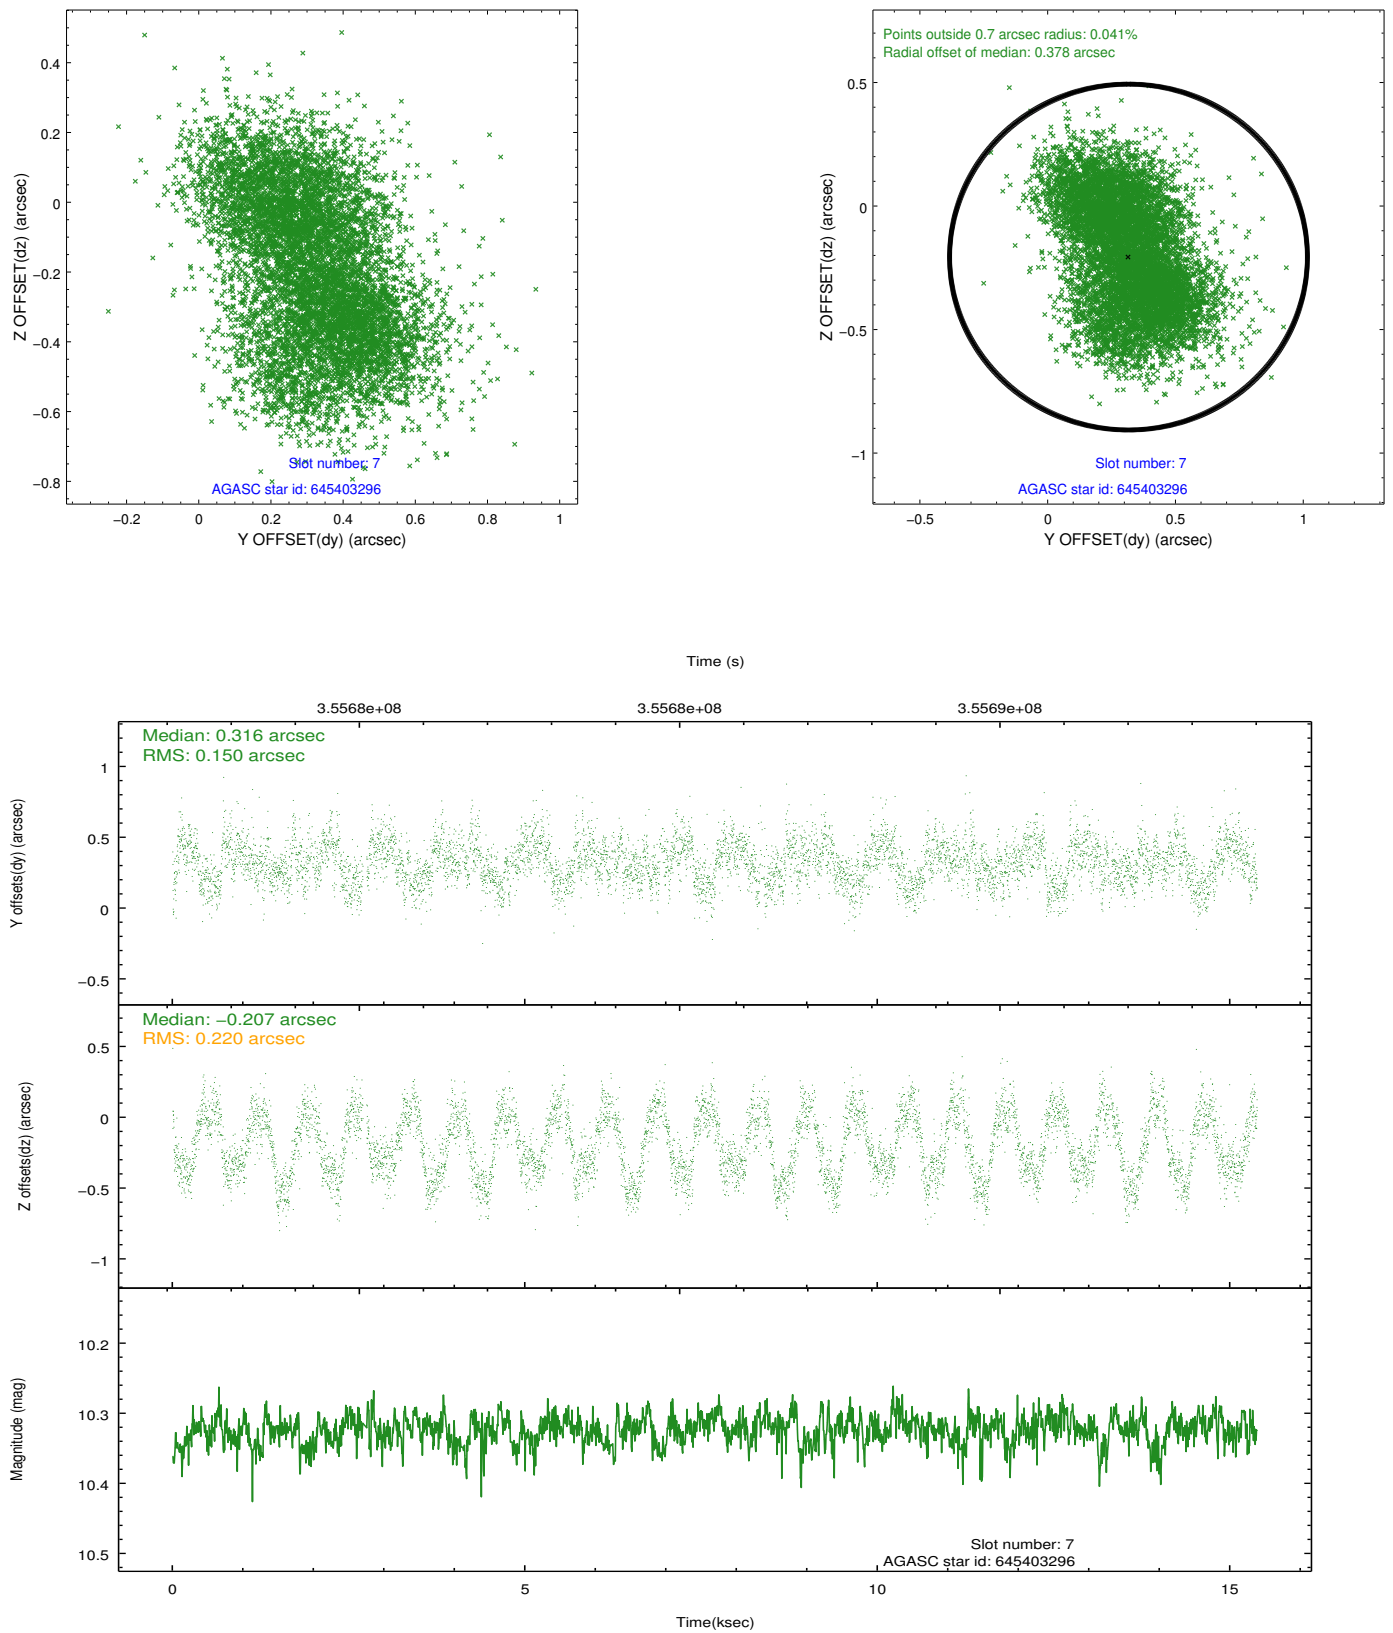 0.4
0.2
0
−0.2
−0.4
−0.6
−0.8
Z OFFSET(dz) (arcsec)
Slot number: 7
AGASC star id: 645403296
−0.2 0 0.2 0.4 0.6 0.8 1
Y OFFSET(dy) (arcsec)
Points outside 0.7 arcsec radius: 0.041%
Radial offset of median: 0.378 arcsec
0.5
0
−0.5
−1
Z OFFSET(dz) (arcsec)
Slot number: 7
AGASC star id: 645403296
−0.5 0 0.5 1
Y OFFSET(dy) (arcsec)
Time (s)
3.5568e+08 3.5568e+08 3.5569e+08
Median: 0.316 arcsec
RMS: 0.150 arcsec
1
0.5
0
−0.5
Y offsets(dy) (arcsec)
Median: −0.207 arcsec
RMS: 0.220 arcsec
0.5
0
−0.5
−1
Z offsets(dz) (arcsec)
10.2
10.3
10.4
10.5
Magnitude (mag)
Slot number: 7
AGASC star id: 645403296
0 5 10 15
Time(ksec)